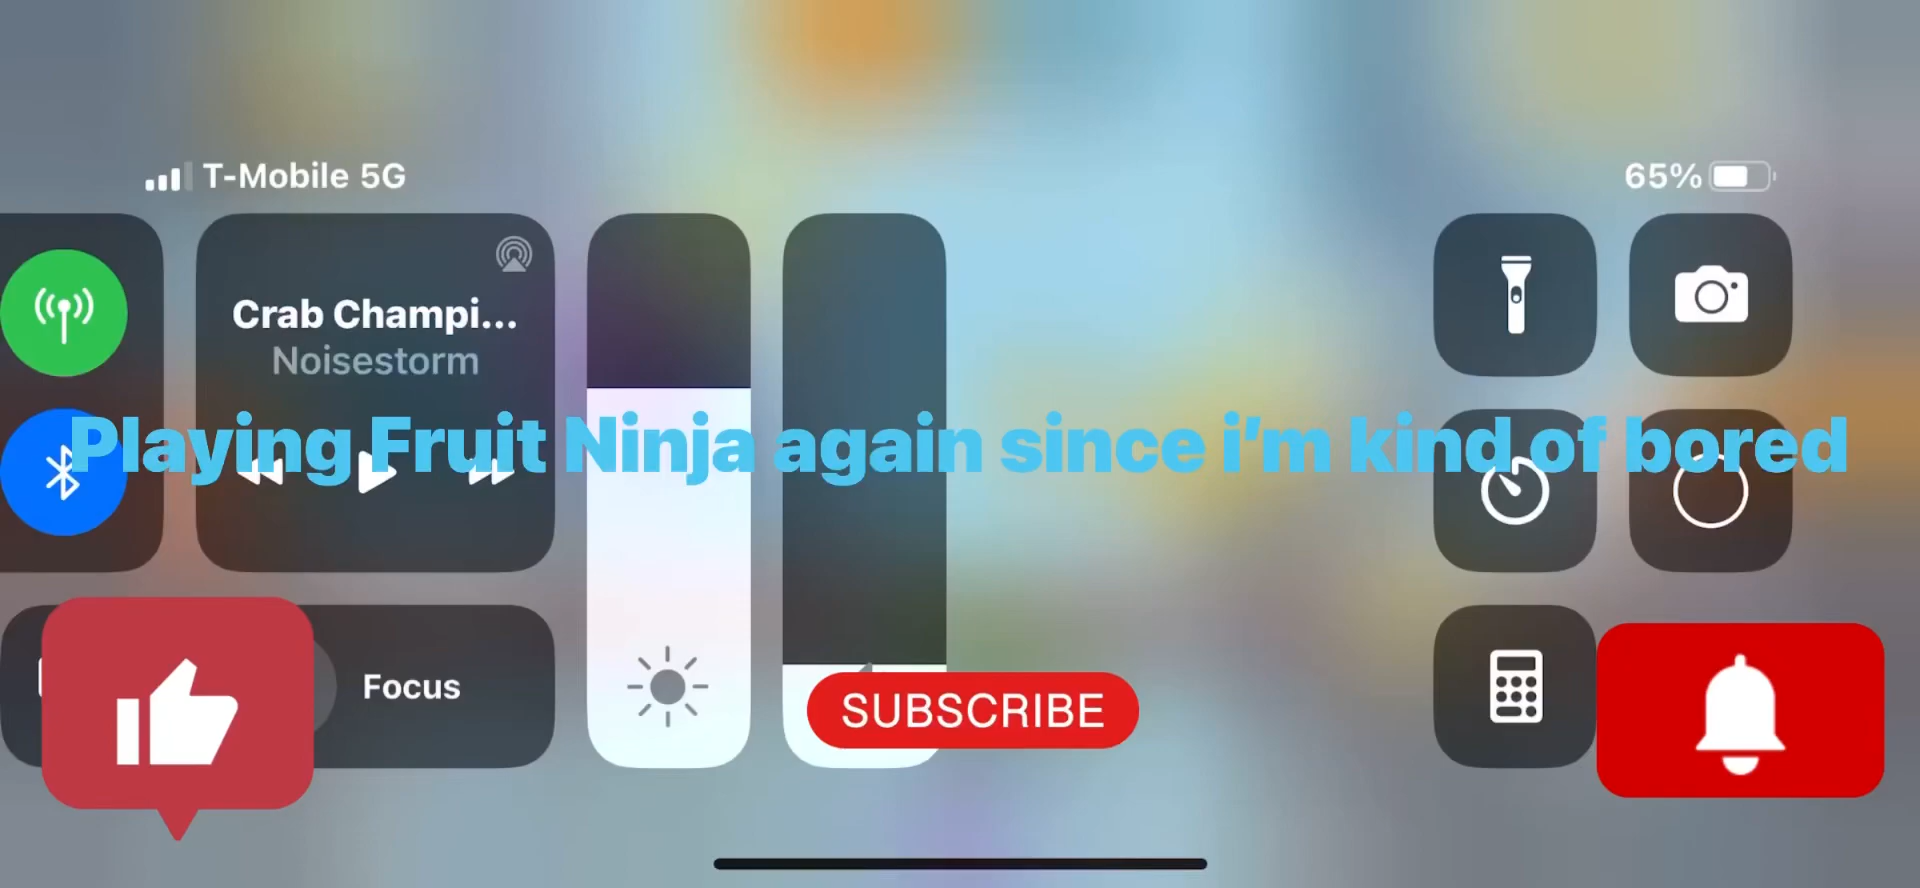 T-Mobile 5G
65%
Crab Champi...
Noisestorm
Playing Fruit Ninja again since i'm kind of bored
Focus
SUBSCRIBE